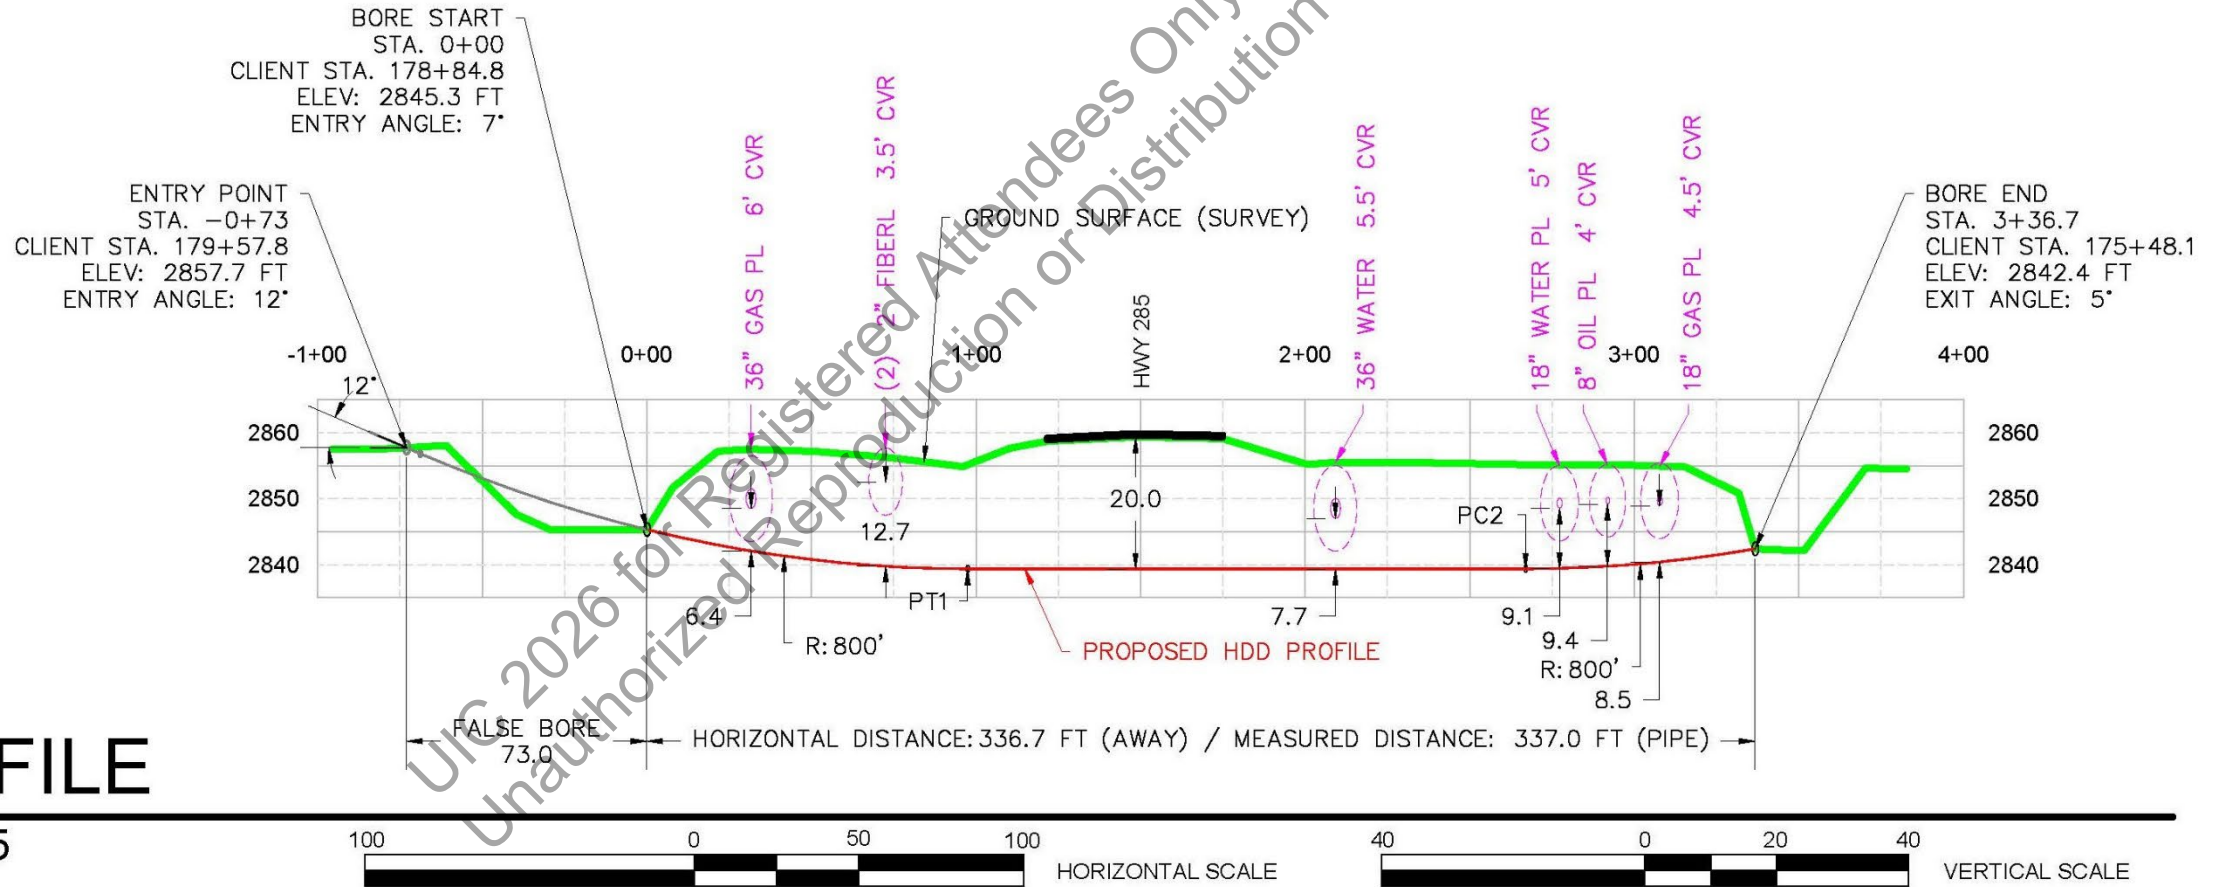 BORE START
STA. 0+00
CLIENT STA. 178+84.8
ELEV: 2845.3 FT
ENTRY ANGLE: 7°
ENTRY POINT
STA. -0+73
CLIENT STA. 179+57.8
ELEV: 2857.7 FT
ENTRY ANGLE: 12°
36" GAS PL 6' CVR
(2) 2" FIBERL 3.5' CVR
GROUND SURFACE (SURVEY)
HWY 285
36" WATER 5.5' CVR
18" WATER PL 5' CVR
8" OIL PL 4' CVR
18" GAS PL 4.5' CVR
BORE END
STA. 3+36.7
CLIENT STA. 175+48.1
ELEV: 2842.4 FT
EXIT ANGLE: 5°
-1+00 0+00 1+00 2+00 3+00 4+00
12°
2860 2860
2850 2850
2840 2840
12.7
20.0
PC2
6.4
PT1
7.7
9.1
R:800'
9.4
R:800'
8.5
PROPOSED HDD PROFILE
FALSE BORE
73.0
HORIZONTAL DISTANCE: 336.7 FT (AWAY) / MEASURED DISTANCE: 337.0 FT (PIPE)
FILE
5
100 0 50 100 HORIZONTAL SCALE
40 0 20 40 VERTICAL SCALE
UIC 2026 for Registered Attendees Only
Unauthorized Reproduction or Distribution